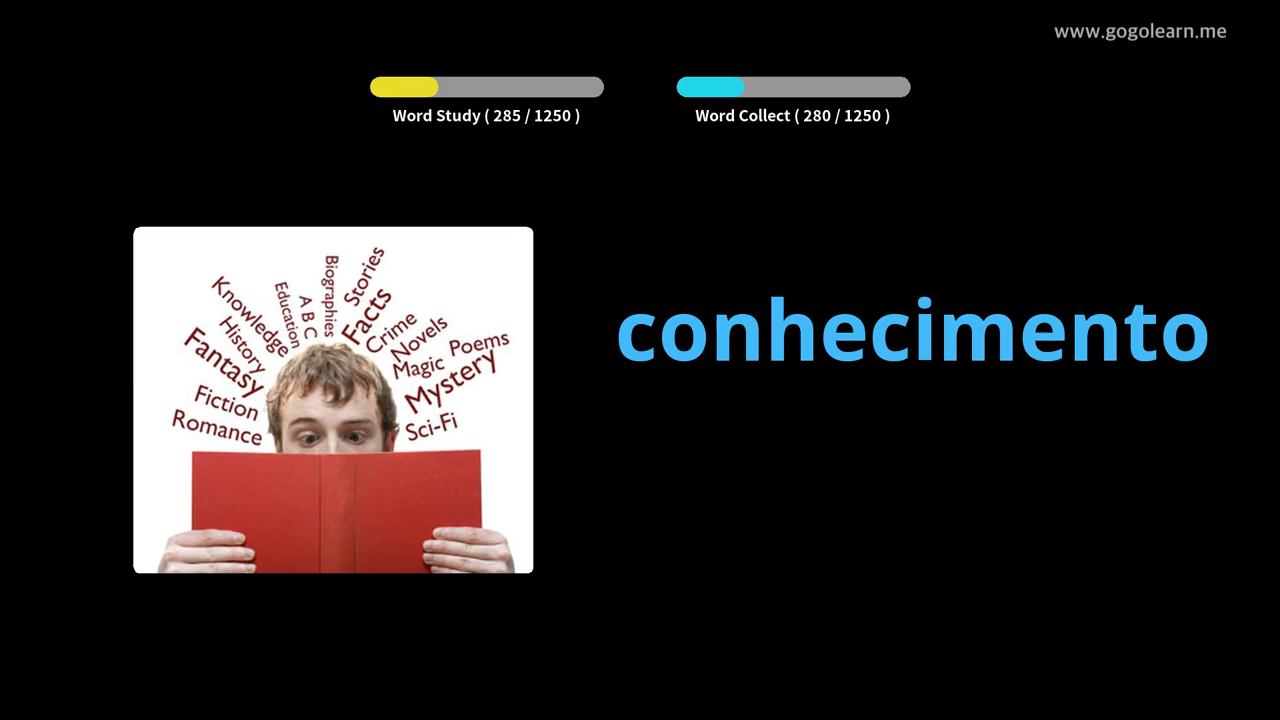 www.gogolearn.me
Word Study ( 285 / 1250 )
Word Collect ( 280 / 1250 )
conhecimento
Biographies
Stories
Education
A B C
Facts
Knowledge
Crime
History
Novels
Fantasy
Magic
Poems
Mystery
Fiction
Romance
Sci-Fi